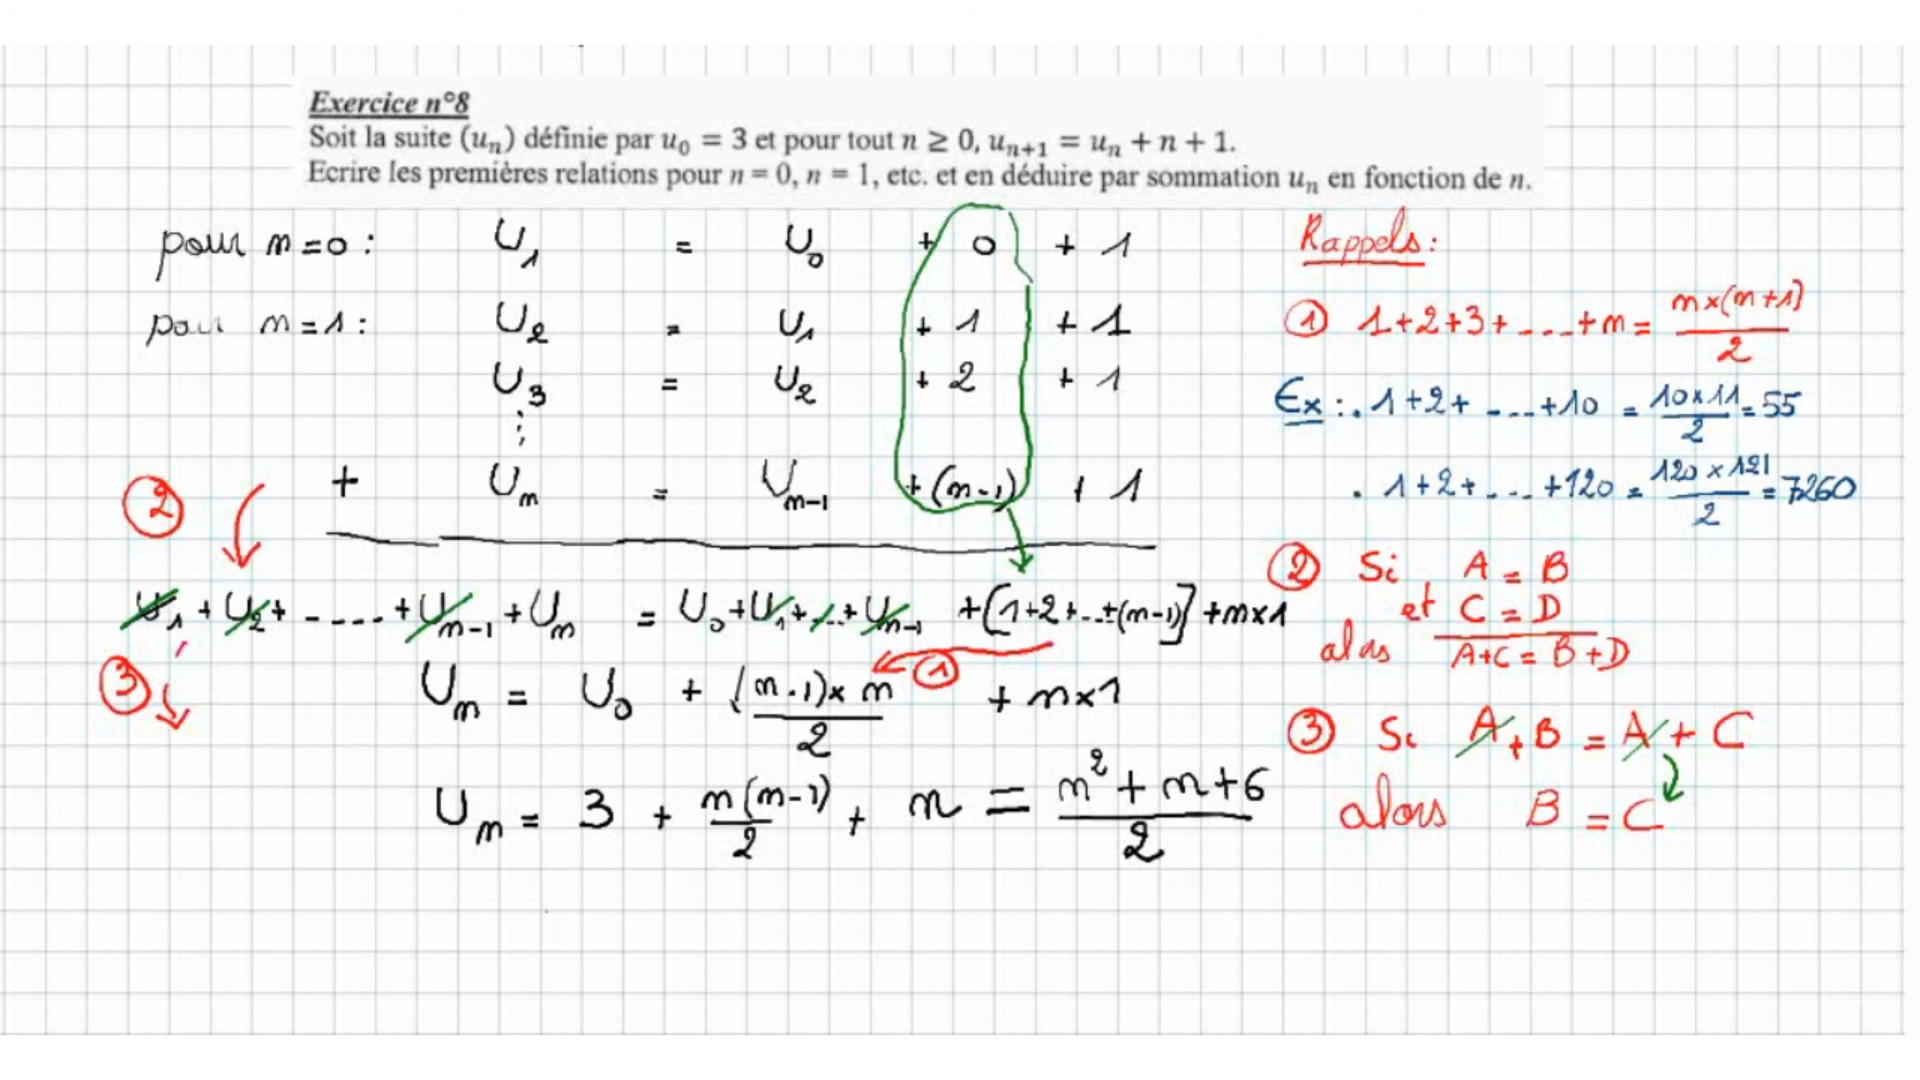 Exercice n°8
Soit la suite (uₙ) définie par u₀ = 3 et pour tout n ≥ 0, uₙ₊₁ = uₙ + n + 1.
Ecrire les premières relations pour n = 0, n = 1, etc. et en déduire par sommation uₙ en fonction de n.
pour n=0 : U₁ = U₀ + 0 + 1
pour n=1 : U₂ = U₁ + 1 + 1
U₃ = U₂ + 2 + 1
⋮
+ Uₙ = Uₙ₋₁ + (n-1) + 1
②
U₁ + U₂ + ..... + Uₙ₋₁ + Uₙ = U₀ + U₁ + ... + Uₙ₋₁ + [1+2+...+(n-1)] + n×1
③ Uₙ = U₀ + (n-1)×n/2 ① + n×1
Uₙ = 3 + n(n-1)/2 + n = n²+n+6/2
Rappels :
① 1+2+3+....+n = n×(n+1)/2
Ex : . 1+2+ ....+10 = 10×11/2 = 55
. 1+2+....+120 = 120×121/2 = 7260
② Si A = B
et C = D
alors A+C = B+D
③ Si A + B = A + C
alors B = C